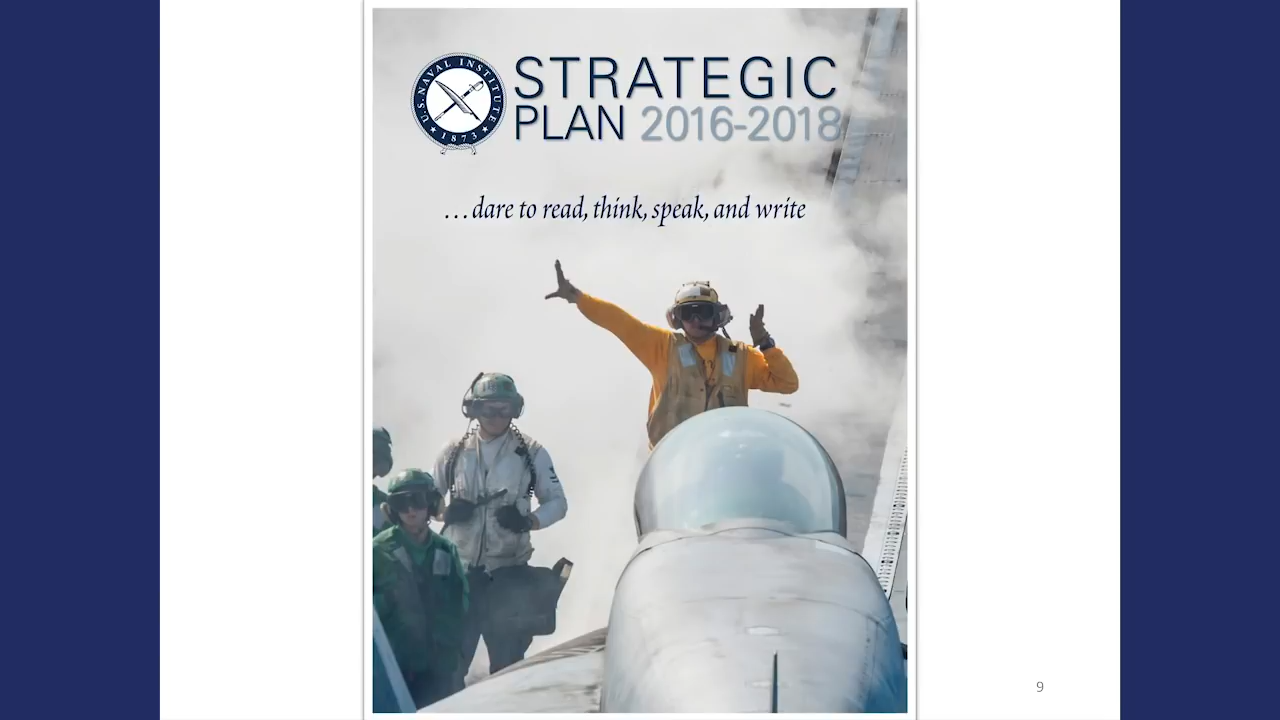 U.S. NAVAL INSTITUTE
1873
STRATEGIC
PLAN 2016-2018
...dare to read, think, speak, and write
9